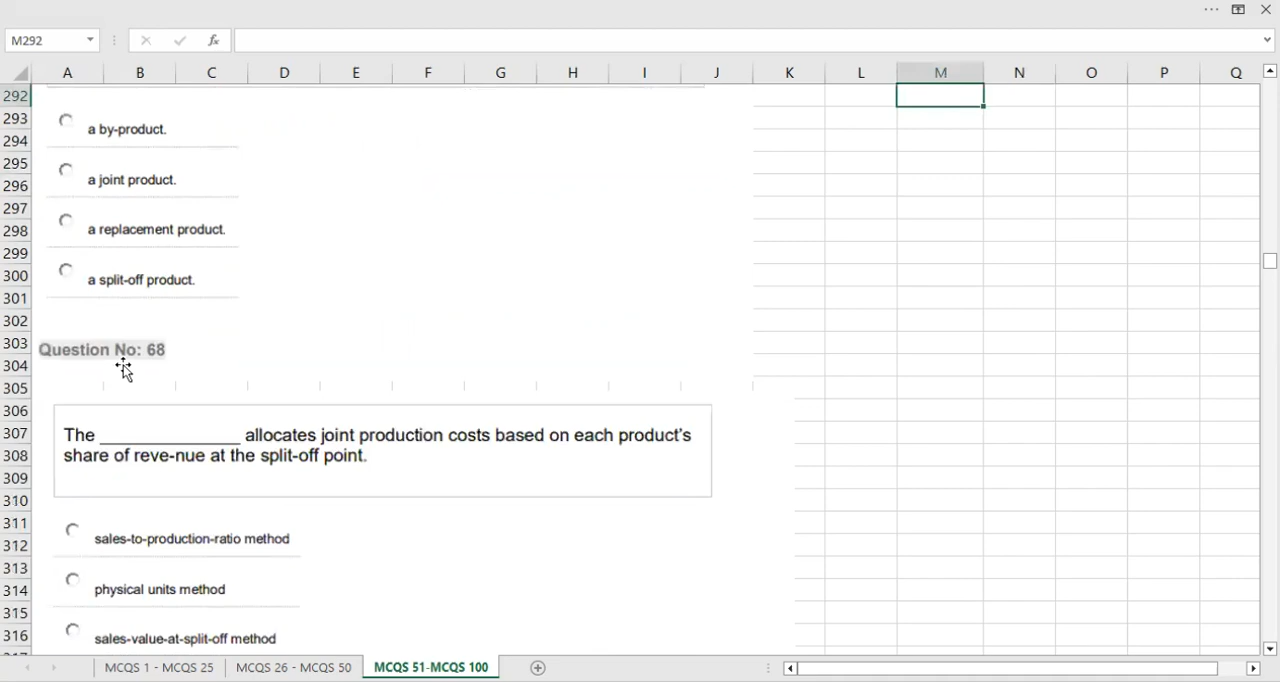 M292
fx
A B C D E F G H I J K L M N O P Q
292
293
a by-product.
294
295
a joint product.
296
297
a replacement product.
298
299
a split-off product.
300
301
302
303
Question No: 68
304
305
306
The ______________ allocates joint production costs based on each product's
307
share of reve-nue at the split-off point.
308
309
310
311
sales-to-production-ratio method
312
313
physical units method
314
315
sales-value-at-split-off method
316
MCQS 1 - MCQS 25 MCQS 26 - MCQS 50 MCQS 51-MCQS 100